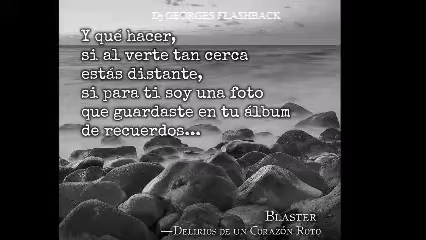 Dj GEORGES FLASHBACK
Y qué hacer,
si al verte tan cerca
estás distante,
si para ti soy una foto
que guardaste en tu álbum
de recuerdos...
Blaster
—Delirios de un Corazón Roto